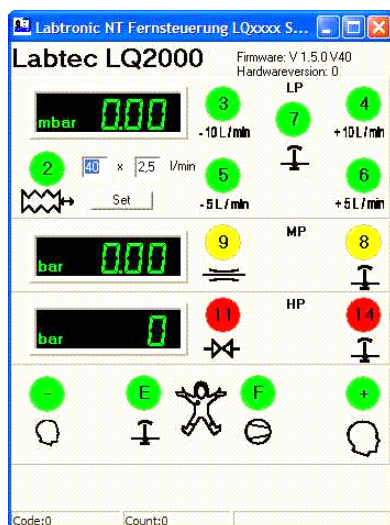 Labtronic NT Fernsteuerung LQxxxx S...
Labtec LQ2000
Firmware: V 1.5.0 V40
Hardwareversion: 0
mbar 0.00
3
-10 L/min
LP
7
4
+10 L/min
2
40 x 2,5 l/min
Set
5
-5 L/min
6
+5 L/min
bar 0.00
9
MP
8
bar 0
11
HP
14
-
E
F
+
Code:0
Count:0